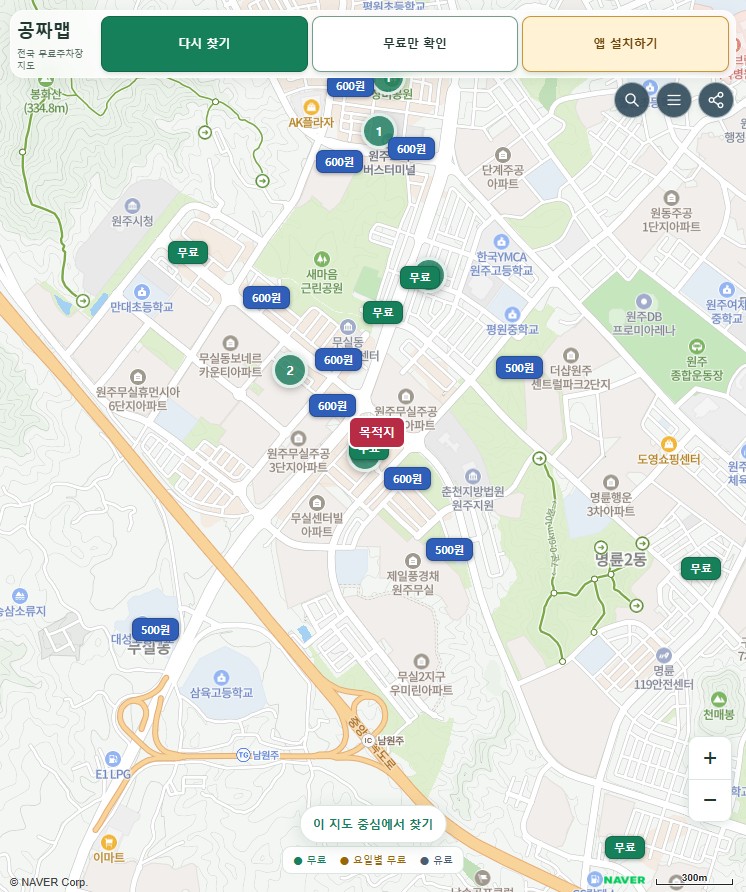 평원초등학교
공짜맵
전국 무료주차장
지도
다시 찾기
무료만 확인
앱 설치하기
봉화산
(334.8m)
600원
AK플라자
1
600원
600원
버스터미널
단계주공
아파트
원주시청
원동주공
1단지아파트
무료
새마을
근린공원
무료
한국YMCA
원주고등학교
만대초등학교
600원
무료
평원중학교
원주DB
프로미아레나
중학교
무실동
600원
무실동보네르
카운티아파트
2
500원
더샵원주
센트럴파크2단지
원주
종합운동장
원주무실휴먼시아
6단지아파트
600원
원주무실주공
목적지
원주무실주공
3단지아파트
도영쇼핑센터
600원
춘천지방법원
원주지원
명륜행운
3차아파트
무실센터빌
아파트
500원
제일풍경채
원주무실
명륜2동
무료
500원
삼육고등학교
무실2지구
우미린아파트
명륜
119안전센터
천매봉
IC 남원주
TG 남원주
E1 LPG
+
−
이 지도 중심에서 찾기
무료
요일별 무료
유료
이마트
무료
© NAVER Corp.
NAVER
300m